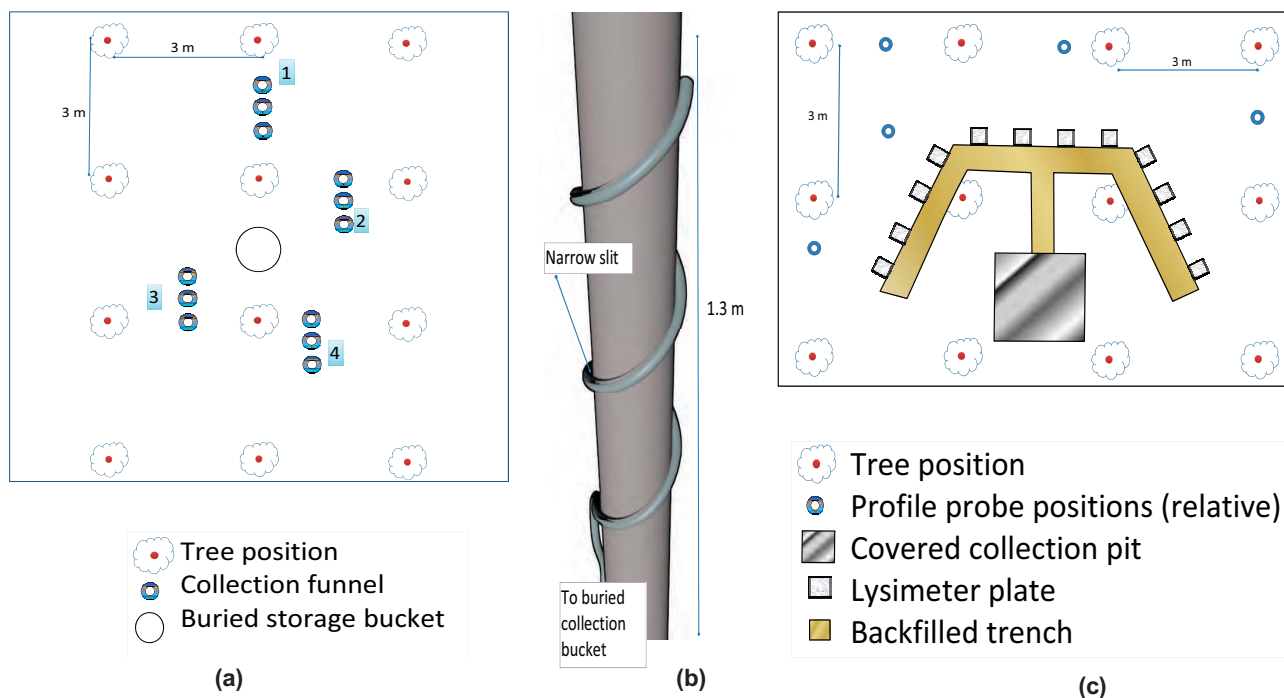 3 m
3 m
1
2
3
4
Tree position
Collection funnel
Buried storage bucket
(a)
Narrow slit
1.3 m
To buried
collection
bucket
(b)
3 m
3 m
Tree position
Profile probe positions (relative)
Covered collection pit
Lysimeter plate
Backfilled trench
(c)